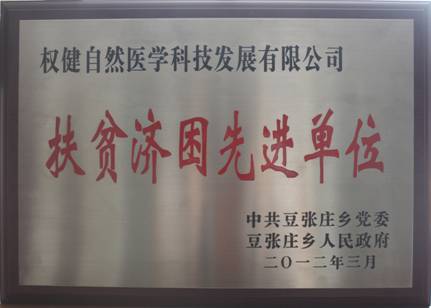 权健自然医学科技发展有限公司
扶贫济困先进单位
中共豆张庄乡党委
豆张庄乡人民政府
二〇一二年三月